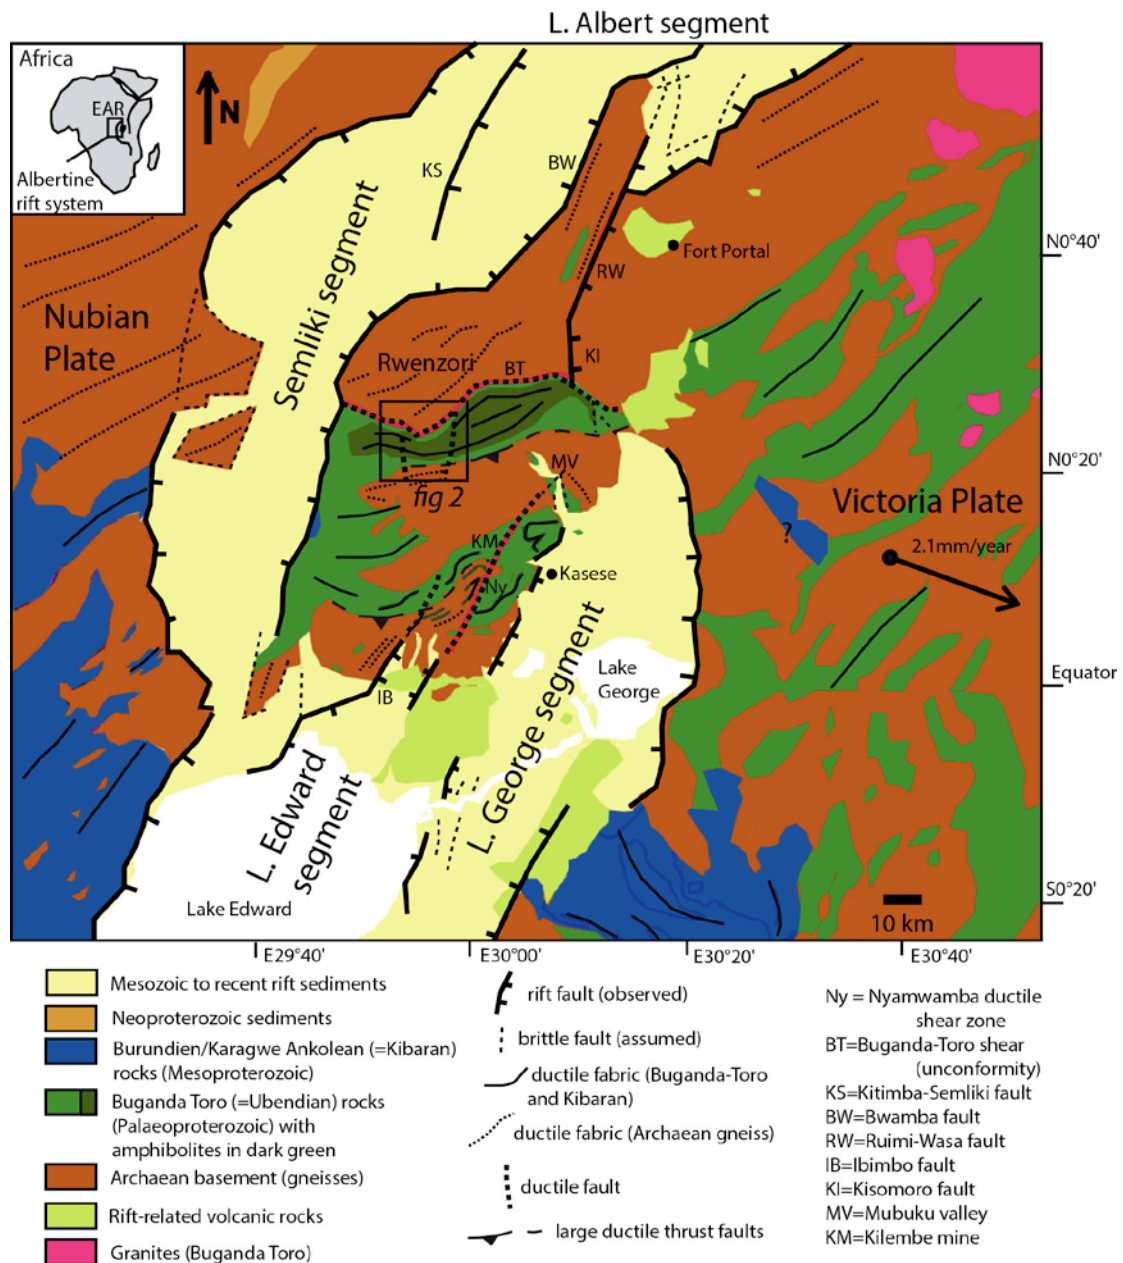 L. Albert segment
Africa
EAR
Albertine
rift system
N
KS
BW
Semliki segment
RW
Fort Portal
N0°40'
Nubian
Plate
Rwenzori
BT
KI
fig 2
MV
N0°20'
Victoria Plate
?
2.1mm/year
KM
Ny
Kasese
Lake
George
Equator
IB
L. George segment
L. Edward
segment
Lake Edward
S0°20'
10 km
E29°40'
E30°00'
E30°20'
E30°40'
Mesozoic to recent rift sediments
Neoproterozoic sediments
Burundien/Karagwe Ankolean (=Kibaran)
rocks (Mesoproterozoic)
Buganda Toro (=Ubendian) rocks
(Palaeoproterozoic) with
amphibolites in dark green
Archaean basement (gneisses)
Rift-related volcanic rocks
Granites (Buganda Toro)
rift fault (observed)
brittle fault (assumed)
ductile fabric (Buganda-Toro
and Kibaran)
ductile fabric (Archaean gneiss)
ductile fault
large ductile thrust faults
Ny = Nyamwamba ductile
shear zone
BT=Buganda-Toro shear
(unconformity)
KS=Kitimba-Semliki fault
BW=Bwamba fault
RW=Ruimi-Wasa fault
IB=Ibimbo fault
KI=Kisomoro fault
MV=Mubuku valley
KM=Kilembe mine